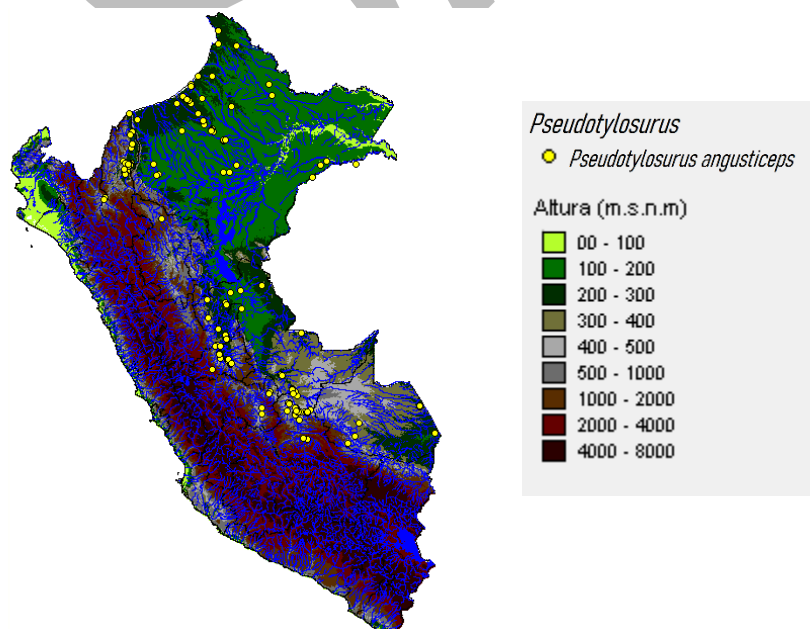 Pseudotylosurus
Pseudotylosurus angusticeps
Altura (m.s.n.m)
00 - 100
100 - 200
200 - 300
300 - 400
400 - 500
500 - 1000
1000 - 2000
2000 - 4000
4000 - 8000